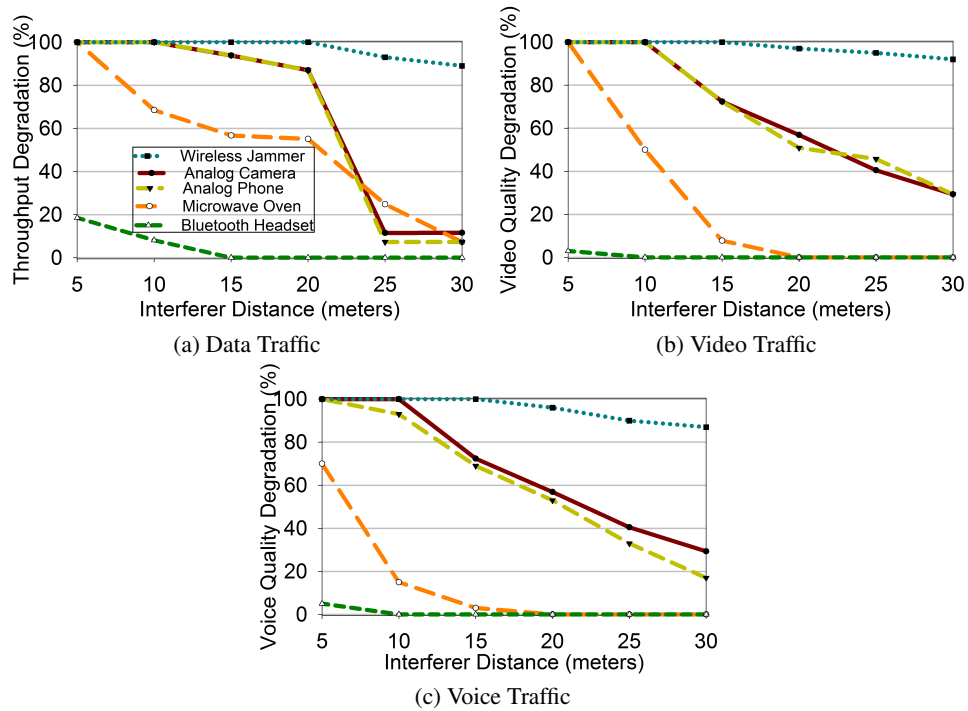 Throughput Degradation (%)
100
80
60
40
20
0
Wireless Jammer
Analog Camera
Analog Phone
Microwave Oven
Bluetooth Headset
5 10 15 20 25 30
Interferer Distance (meters)
(a) Data Traffic
Video Quality Degradation (%)
100
80
60
40
20
0
5 10 15 20 25 30
Interferer Distance (meters)
(b) Video Traffic
Voice Quality Degradation (%)
100
80
60
40
20
0
5 10 15 20 25 30
Interferer Distance (meters)
(c) Voice Traffic